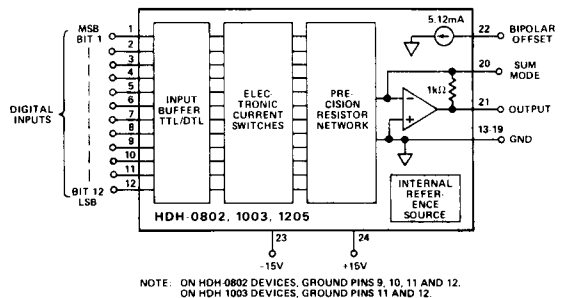 5.12mA
22 BIPOLAR OFFSET
MSB
BIT 1
1
2
3
4
5
6
7
8
9
10
11
12
BIT 12
LSB
DIGITAL
INPUTS
INPUT
BUFFER
TTL/DTL
ELEC-
TRONIC
CURRENT
SWITCHES
PRE-
CISION
RESISTOR
NETWORK
20 SUM
MODE
1kΩ
21
OUTPUT
−
+
13-19
GND
INTERNAL
REFER-
ENCE
SOURCE
HDH-0802, 1003, 1205
23
-15V
24
+15V
NOTE: ON HDH-0802 DEVICES, GROUND PINS 9, 10, 11 AND 12.
ON HDH 1003 DEVICES, GROUND PINS 11 AND 12.